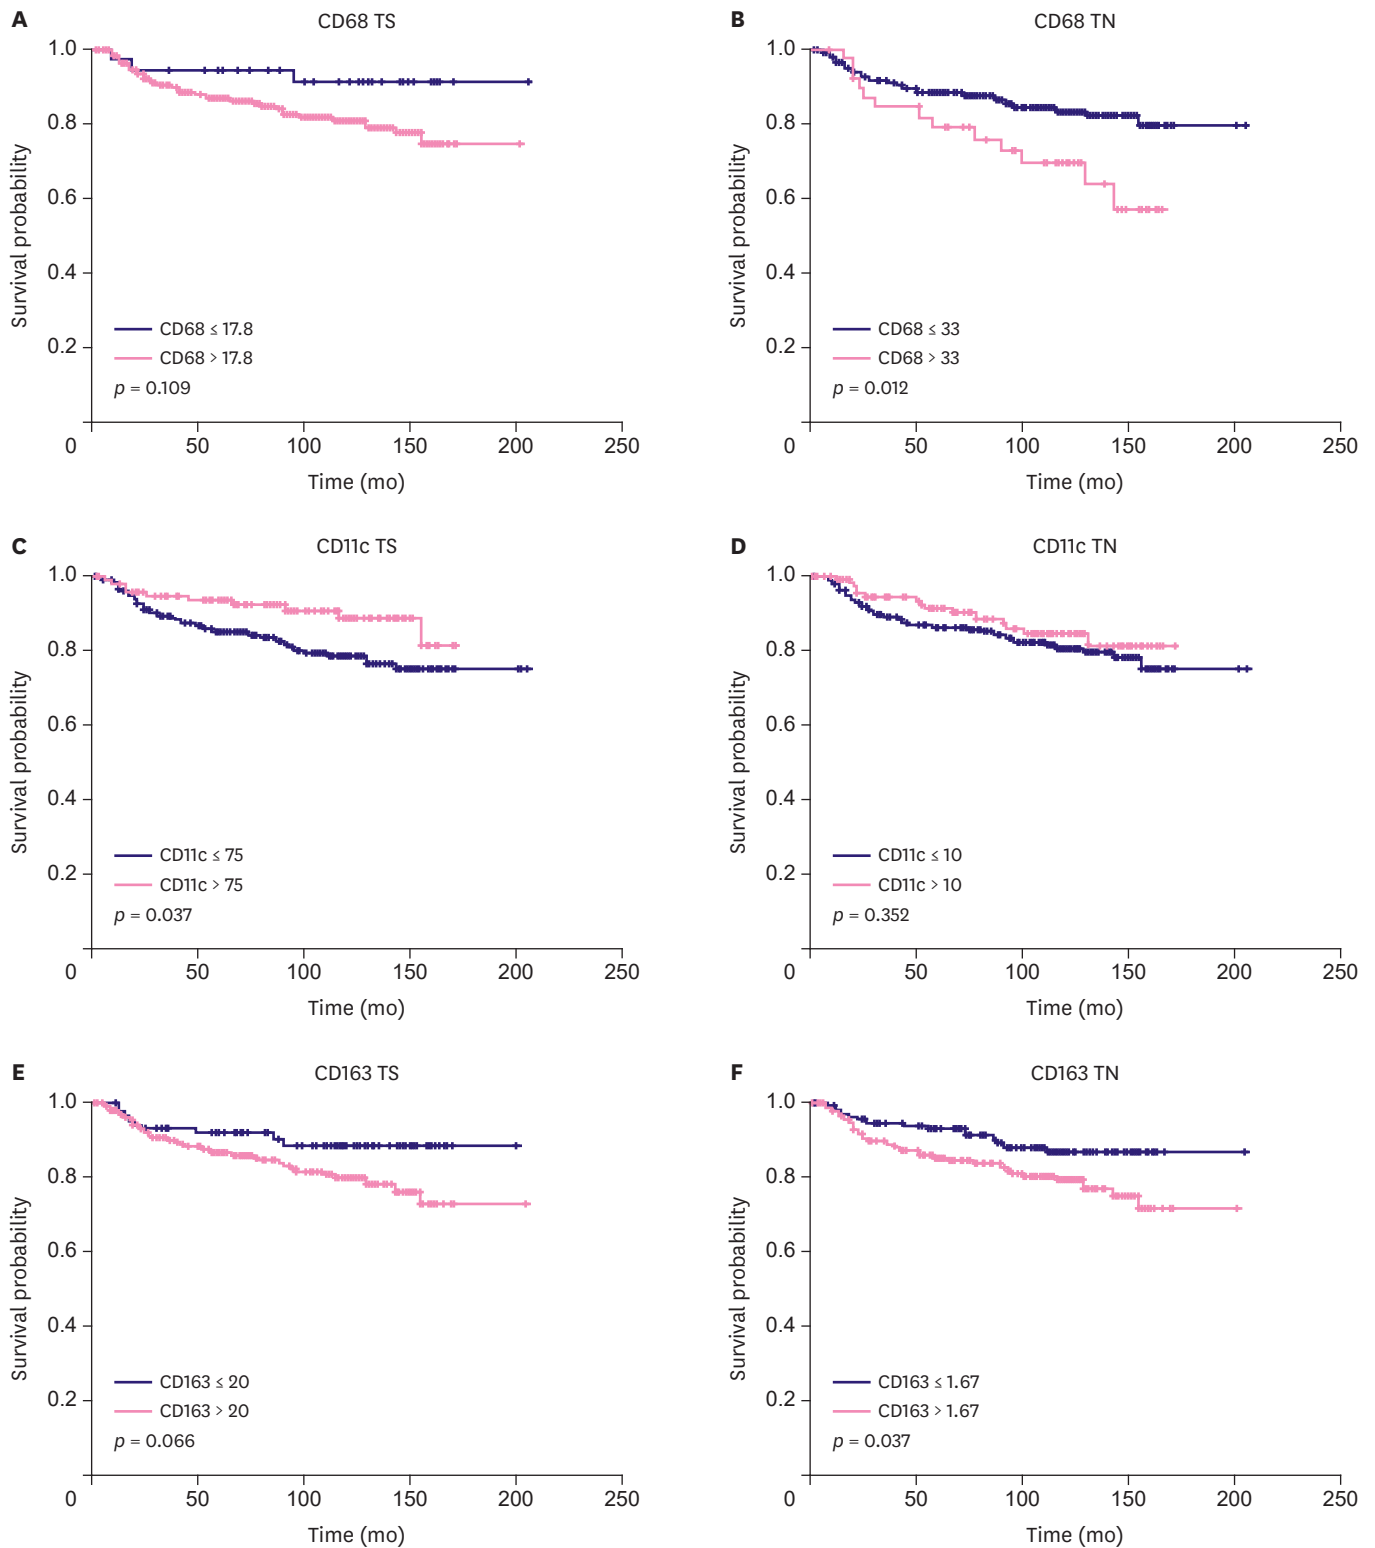 A
CD68 TS
Survival probability
1.0
0.8
0.6
0.4
0.2
CD68 ≤ 17.8
CD68 > 17.8
p = 0.109
0 50 100 150 200 250
Time (mo)
B
CD68 TN
Survival probability
1.0
0.8
0.6
0.4
0.2
CD68 ≤ 33
CD68 > 33
p = 0.012
0 50 100 150 200 250
Time (mo)
C
CD11c TS
Survival probability
1.0
0.8
0.6
0.4
0.2
CD11c ≤ 75
CD11c > 75
p = 0.037
0 50 100 150 200 250
Time (mo)
D
CD11c TN
Survival probability
1.0
0.8
0.6
0.4
0.2
CD11c ≤ 10
CD11c > 10
p = 0.352
0 50 100 150 200 250
Time (mo)
E
CD163 TS
Survival probability
1.0
0.8
0.6
0.4
0.2
CD163 ≤ 20
CD163 > 20
p = 0.066
0 50 100 150 200 250
Time (mo)
F
CD163 TN
Survival probability
1.0
0.8
0.6
0.4
0.2
CD163 ≤ 1.67
CD163 > 1.67
p = 0.037
0 50 100 150 200 250
Time (mo)